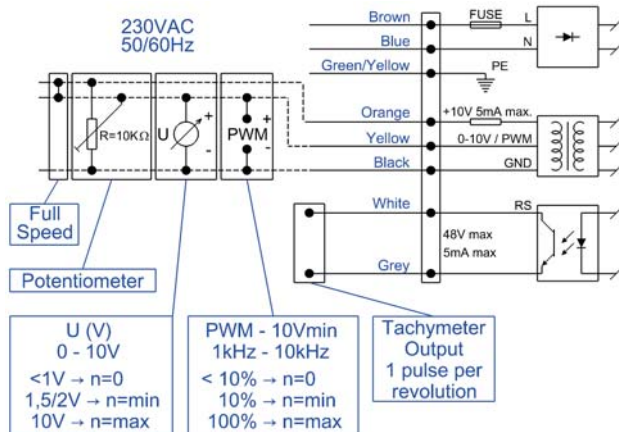 230VAC
50/60Hz
Brown
FUSE
L
Blue
N
Green/Yellow
PE
Orange
+10V 5mA max.
Yellow
0-10V / PWM
Black
GND
White
RS
48V max
5mA max
Grey
R=10KΩ
U
+
-
+
PWM
-
Full
Speed
Potentiometer
U (V)
0 - 10V
<1V → n=0
1,5/2V → n=min
10V → n=max
PWM - 10Vmin
1kHz - 10kHz
< 10% → n=0
10% → n=min
100% → n=max
Tachymeter
Output
1 pulse per
revolution